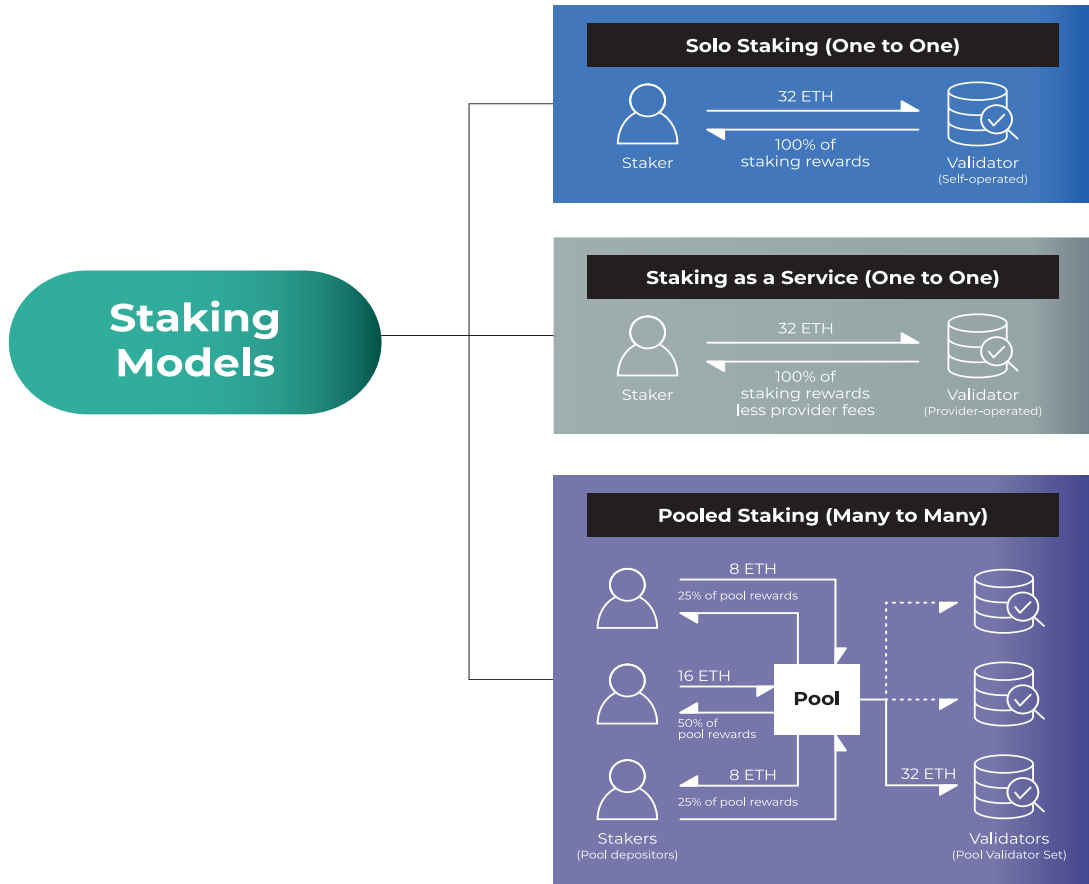 Staking
Models
Solo Staking (One to One)
32 ETH
100% of
staking rewards
Staker
Validator
(Self-operated)
Staking as a Service (One to One)
32 ETH
100% of
staking rewards
less provider fees
Staker
Validator
(Provider-operated)
Pooled Staking (Many to Many)
8 ETH
25% of pool rewards
16 ETH
50% of
pool rewards
Pool
8 ETH
25% of pool rewards
32 ETH
Stakers
(Pool depositors)
Validators
(Pool Validator Set)